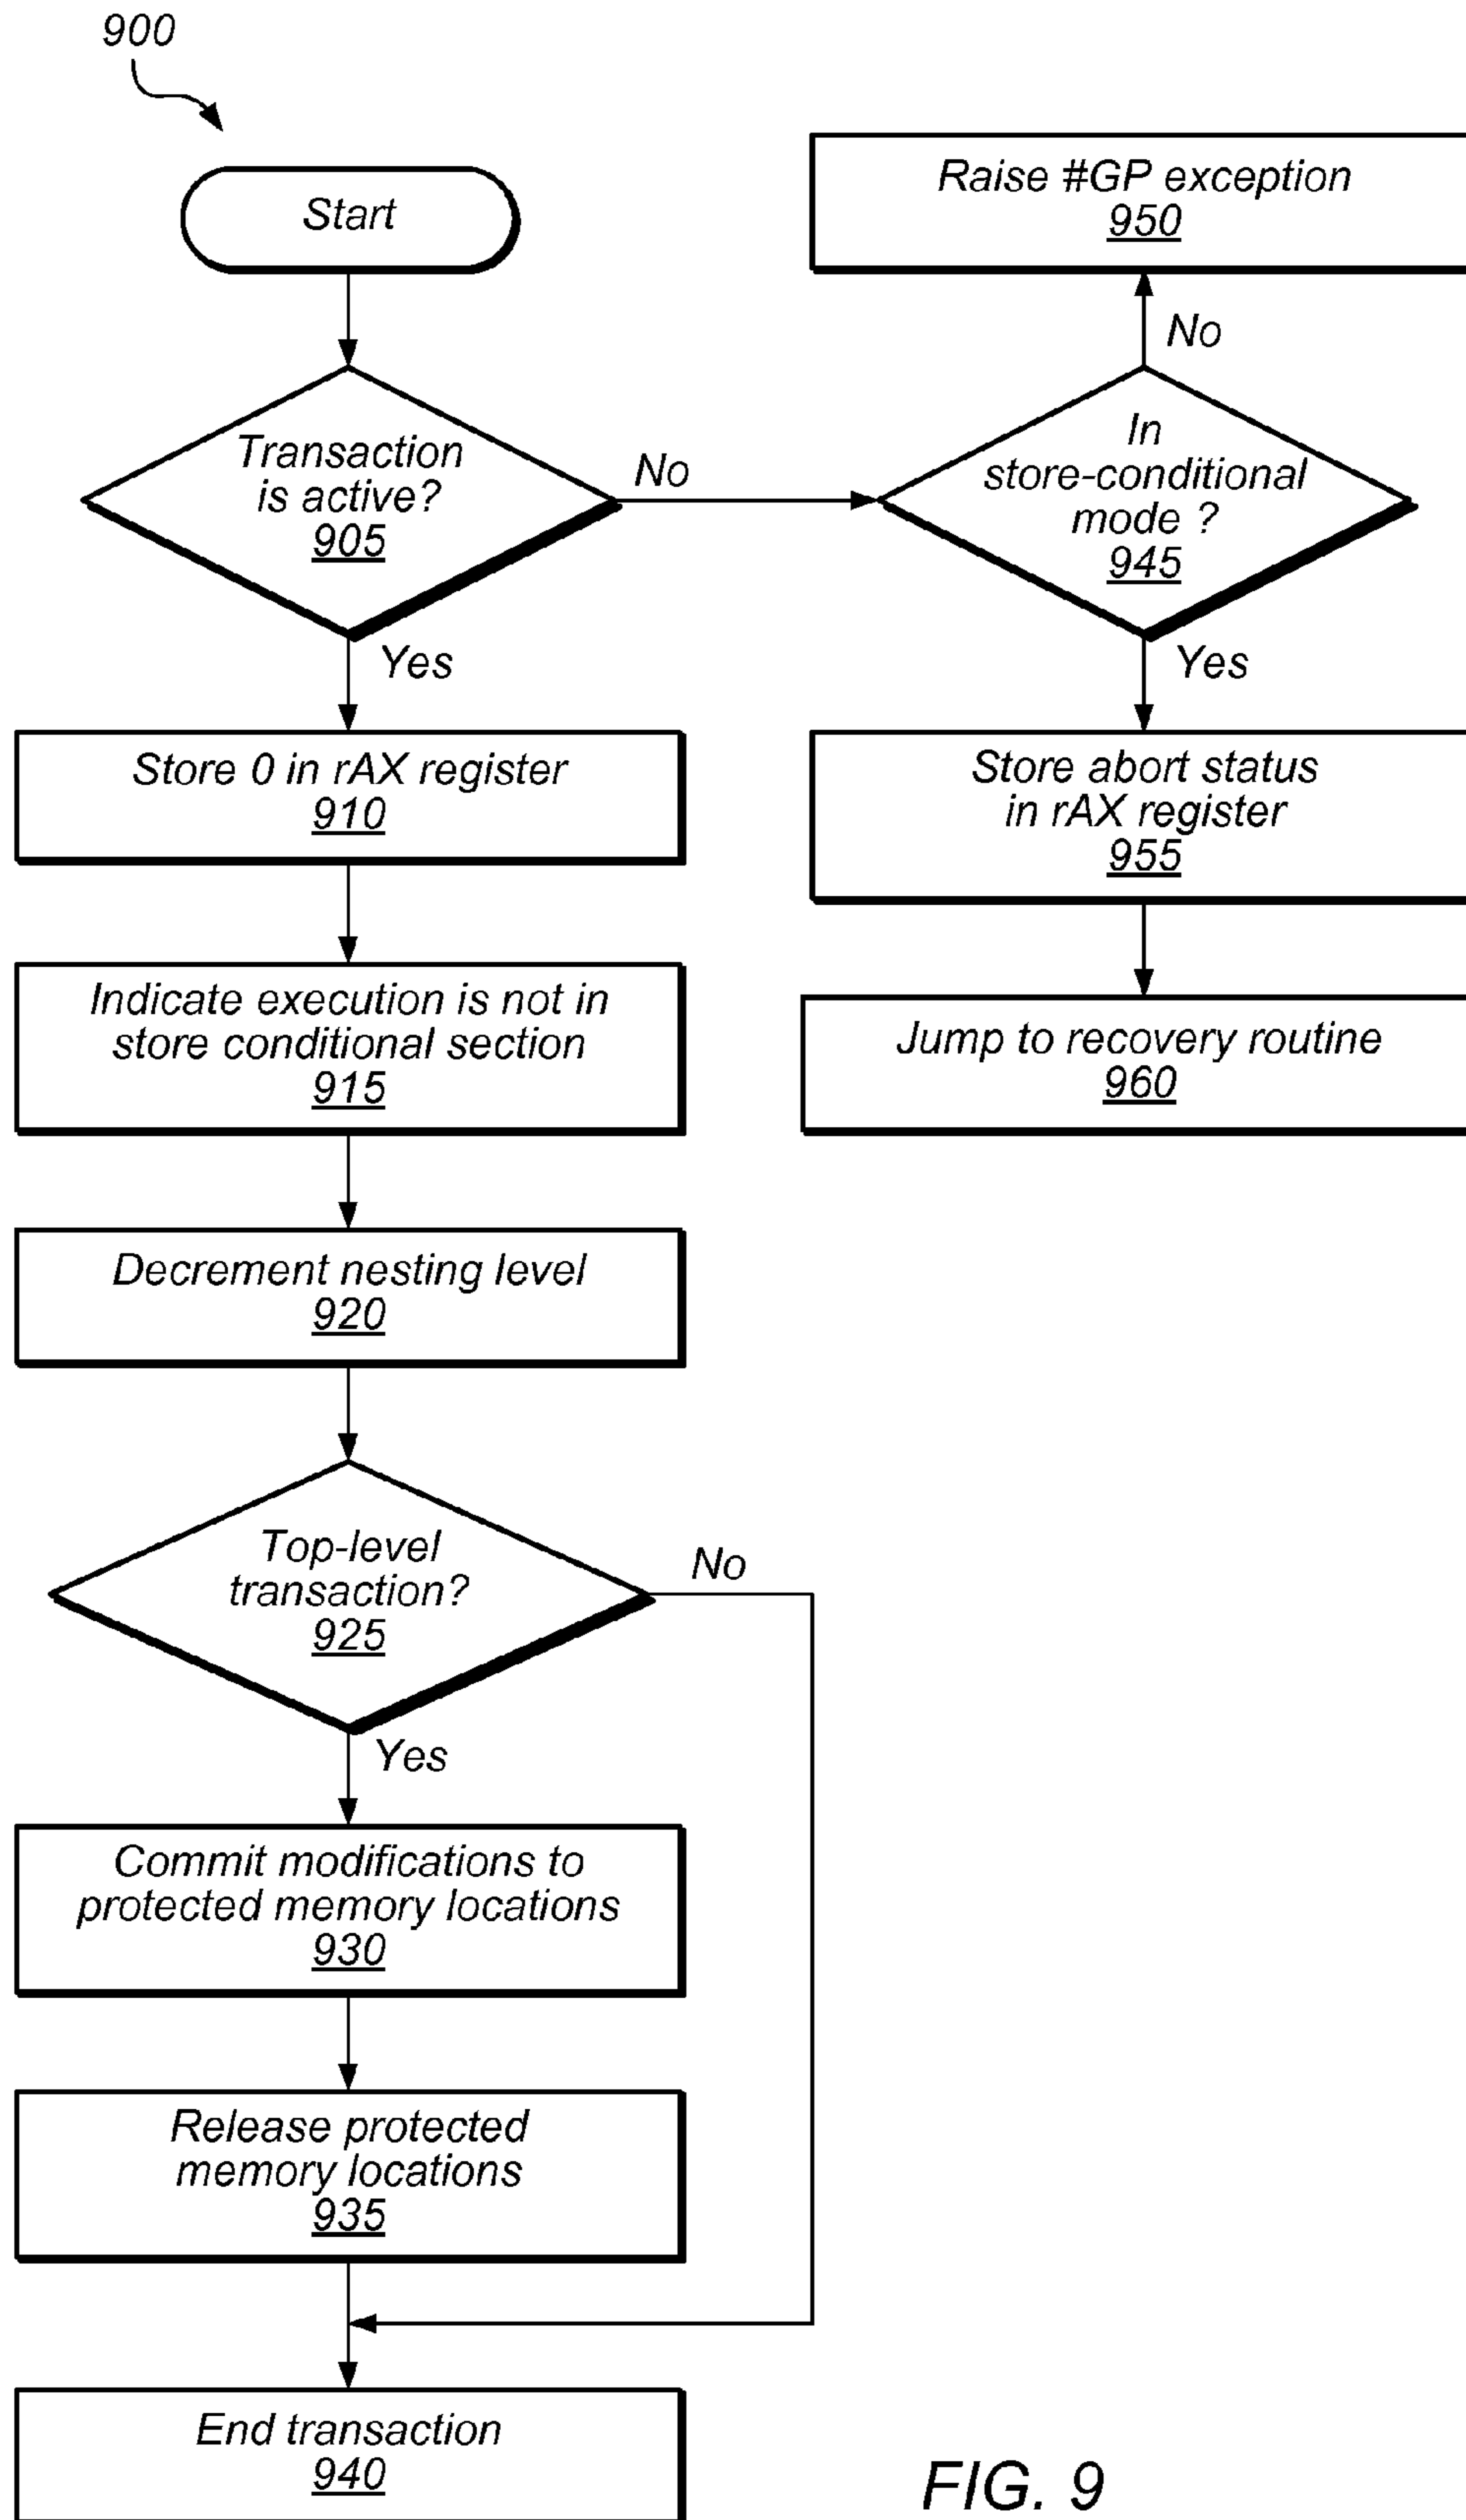 900
Start
Transaction
is active?
905
No
Yes
Store 0 in rAX register
910
Indicate execution is not in
store conditional section
915
Decrement nesting level
920
Top-level
transaction?
925
No
Yes
Commit modifications to
protected memory locations
930
Release protected
memory locations
935
End transaction
940
Raise #GP exception
950
No
In
store-conditional
mode ?
945
Yes
Store abort status
in rAX register
955
Jump to recovery routine
960
FIG. 9